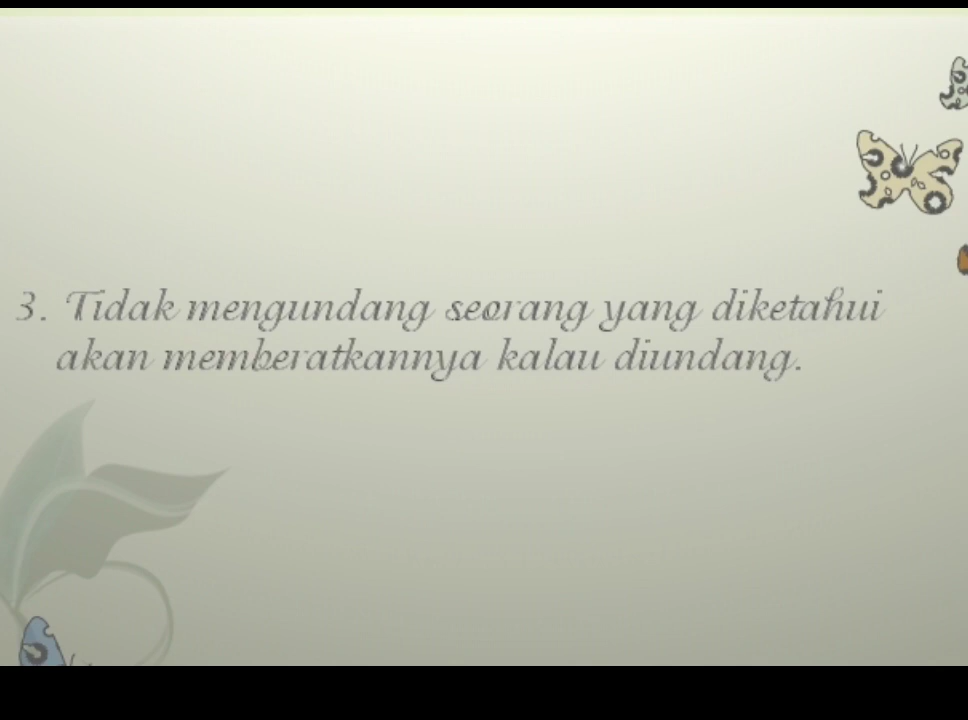 3. Tidak mengundang seorang yang diketahui
akan memberatkannya kalau diundang.